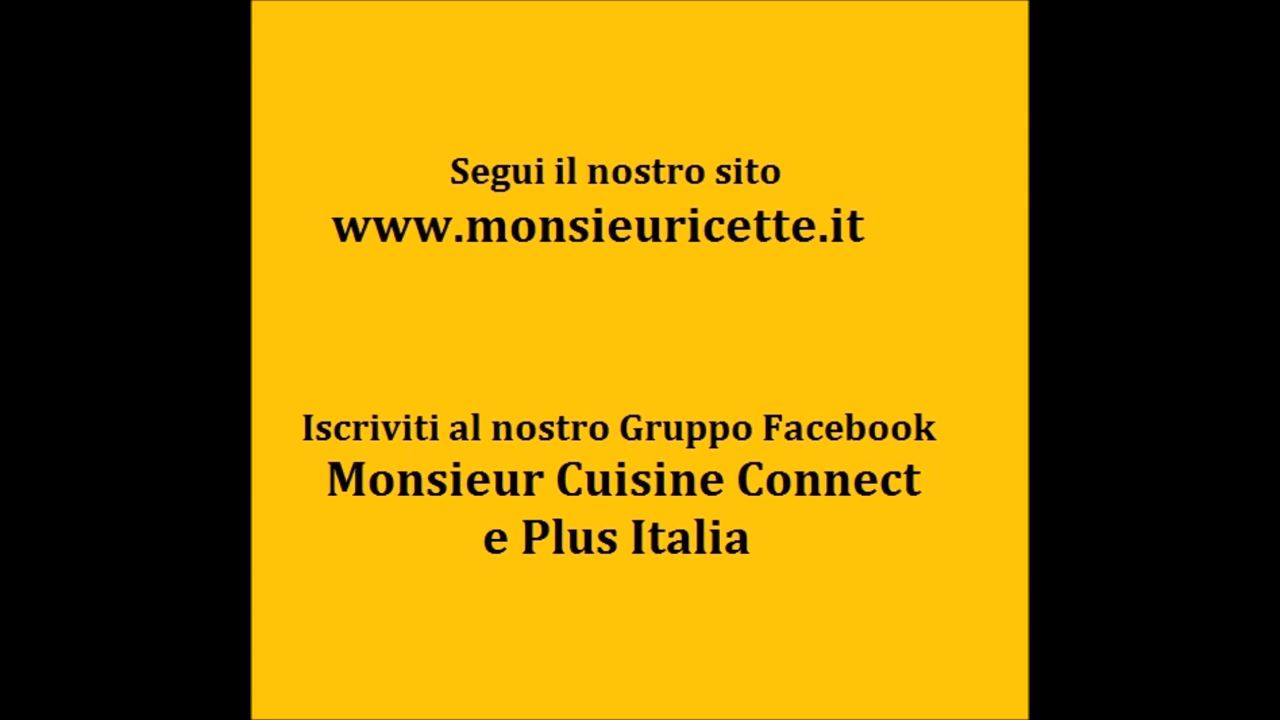 Segui il nostro sito
www.monsieuricette.it
Iscriviti al nostro Gruppo Facebook
Monsieur Cuisine Connect
e Plus Italia